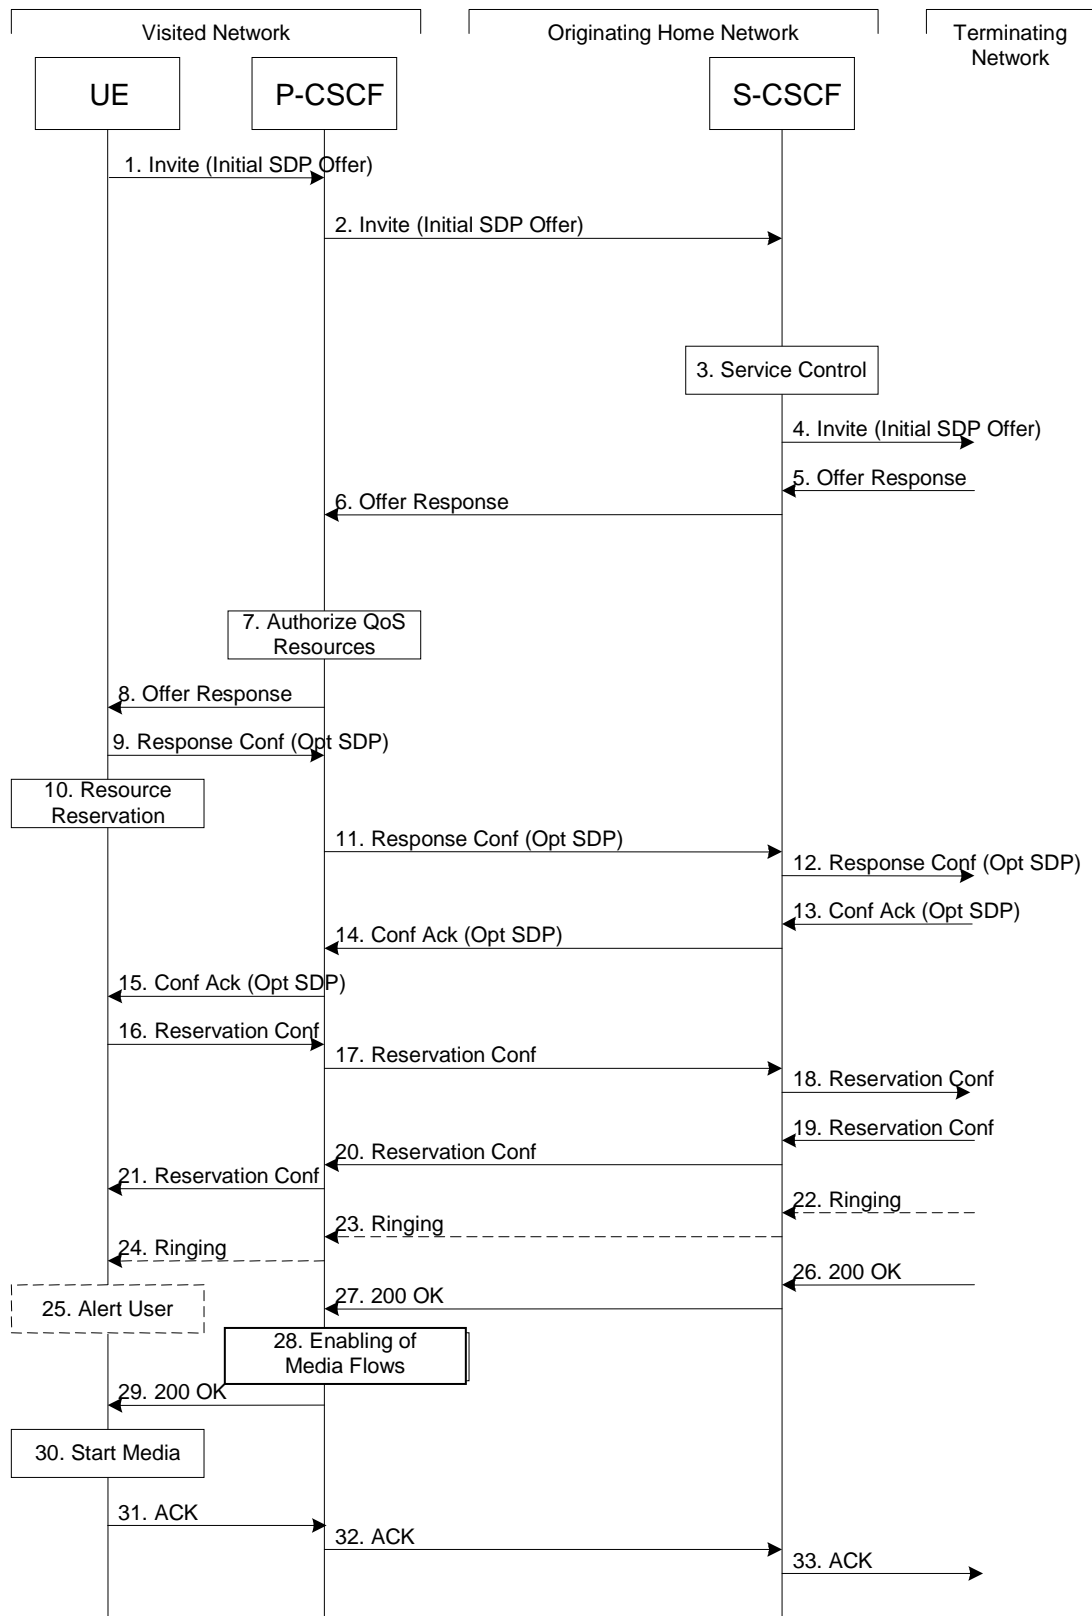 Visited Network
Originating Home Network
Terminating
Network
UE
P-CSCF
S-CSCF
1. Invite (Initial SDP Offer)
2. Invite (Initial SDP Offer)
3. Service Control
4. Invite (Initial SDP Offer)
5. Offer Response
6. Offer Response
7. Authorize QoS
Resources
8. Offer Response
9. Response Conf (Opt SDP)
10. Resource
Reservation
11. Response Conf (Opt SDP)
12. Response Conf (Opt SDP)
13. Conf Ack (Opt SDP)
14. Conf Ack (Opt SDP)
15. Conf Ack (Opt SDP)
16. Reservation Conf
17. Reservation Conf
18. Reservation Conf
19. Reservation Conf
20. Reservation Conf
21. Reservation Conf
22. Ringing
23. Ringing
24. Ringing
25. Alert User
26. 200 OK
27. 200 OK
28. Enabling of
Media Flows
29. 200 OK
30. Start Media
31. ACK
32. ACK
33. ACK